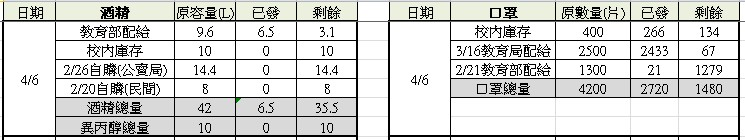 日期 酒精 原容量(L) 已發 剩餘 日期 口罩 原數量(片) 已發 剩餘
教育部配給 9.6 6.5 3.1 校內庫存 400 266 134
校內庫存 10 0 10 3/16教育局配給 2500 2433 67
2/26自購(公賣局) 14.4 0 14.4 2/21教育部配給 1300 21 1279
4/6 2/20自購(民間) 8 0 8 4/6 口罩總量 4200 2720 1480
酒精總量 42 6.5 35.5
異丙醇總量 10 0 10